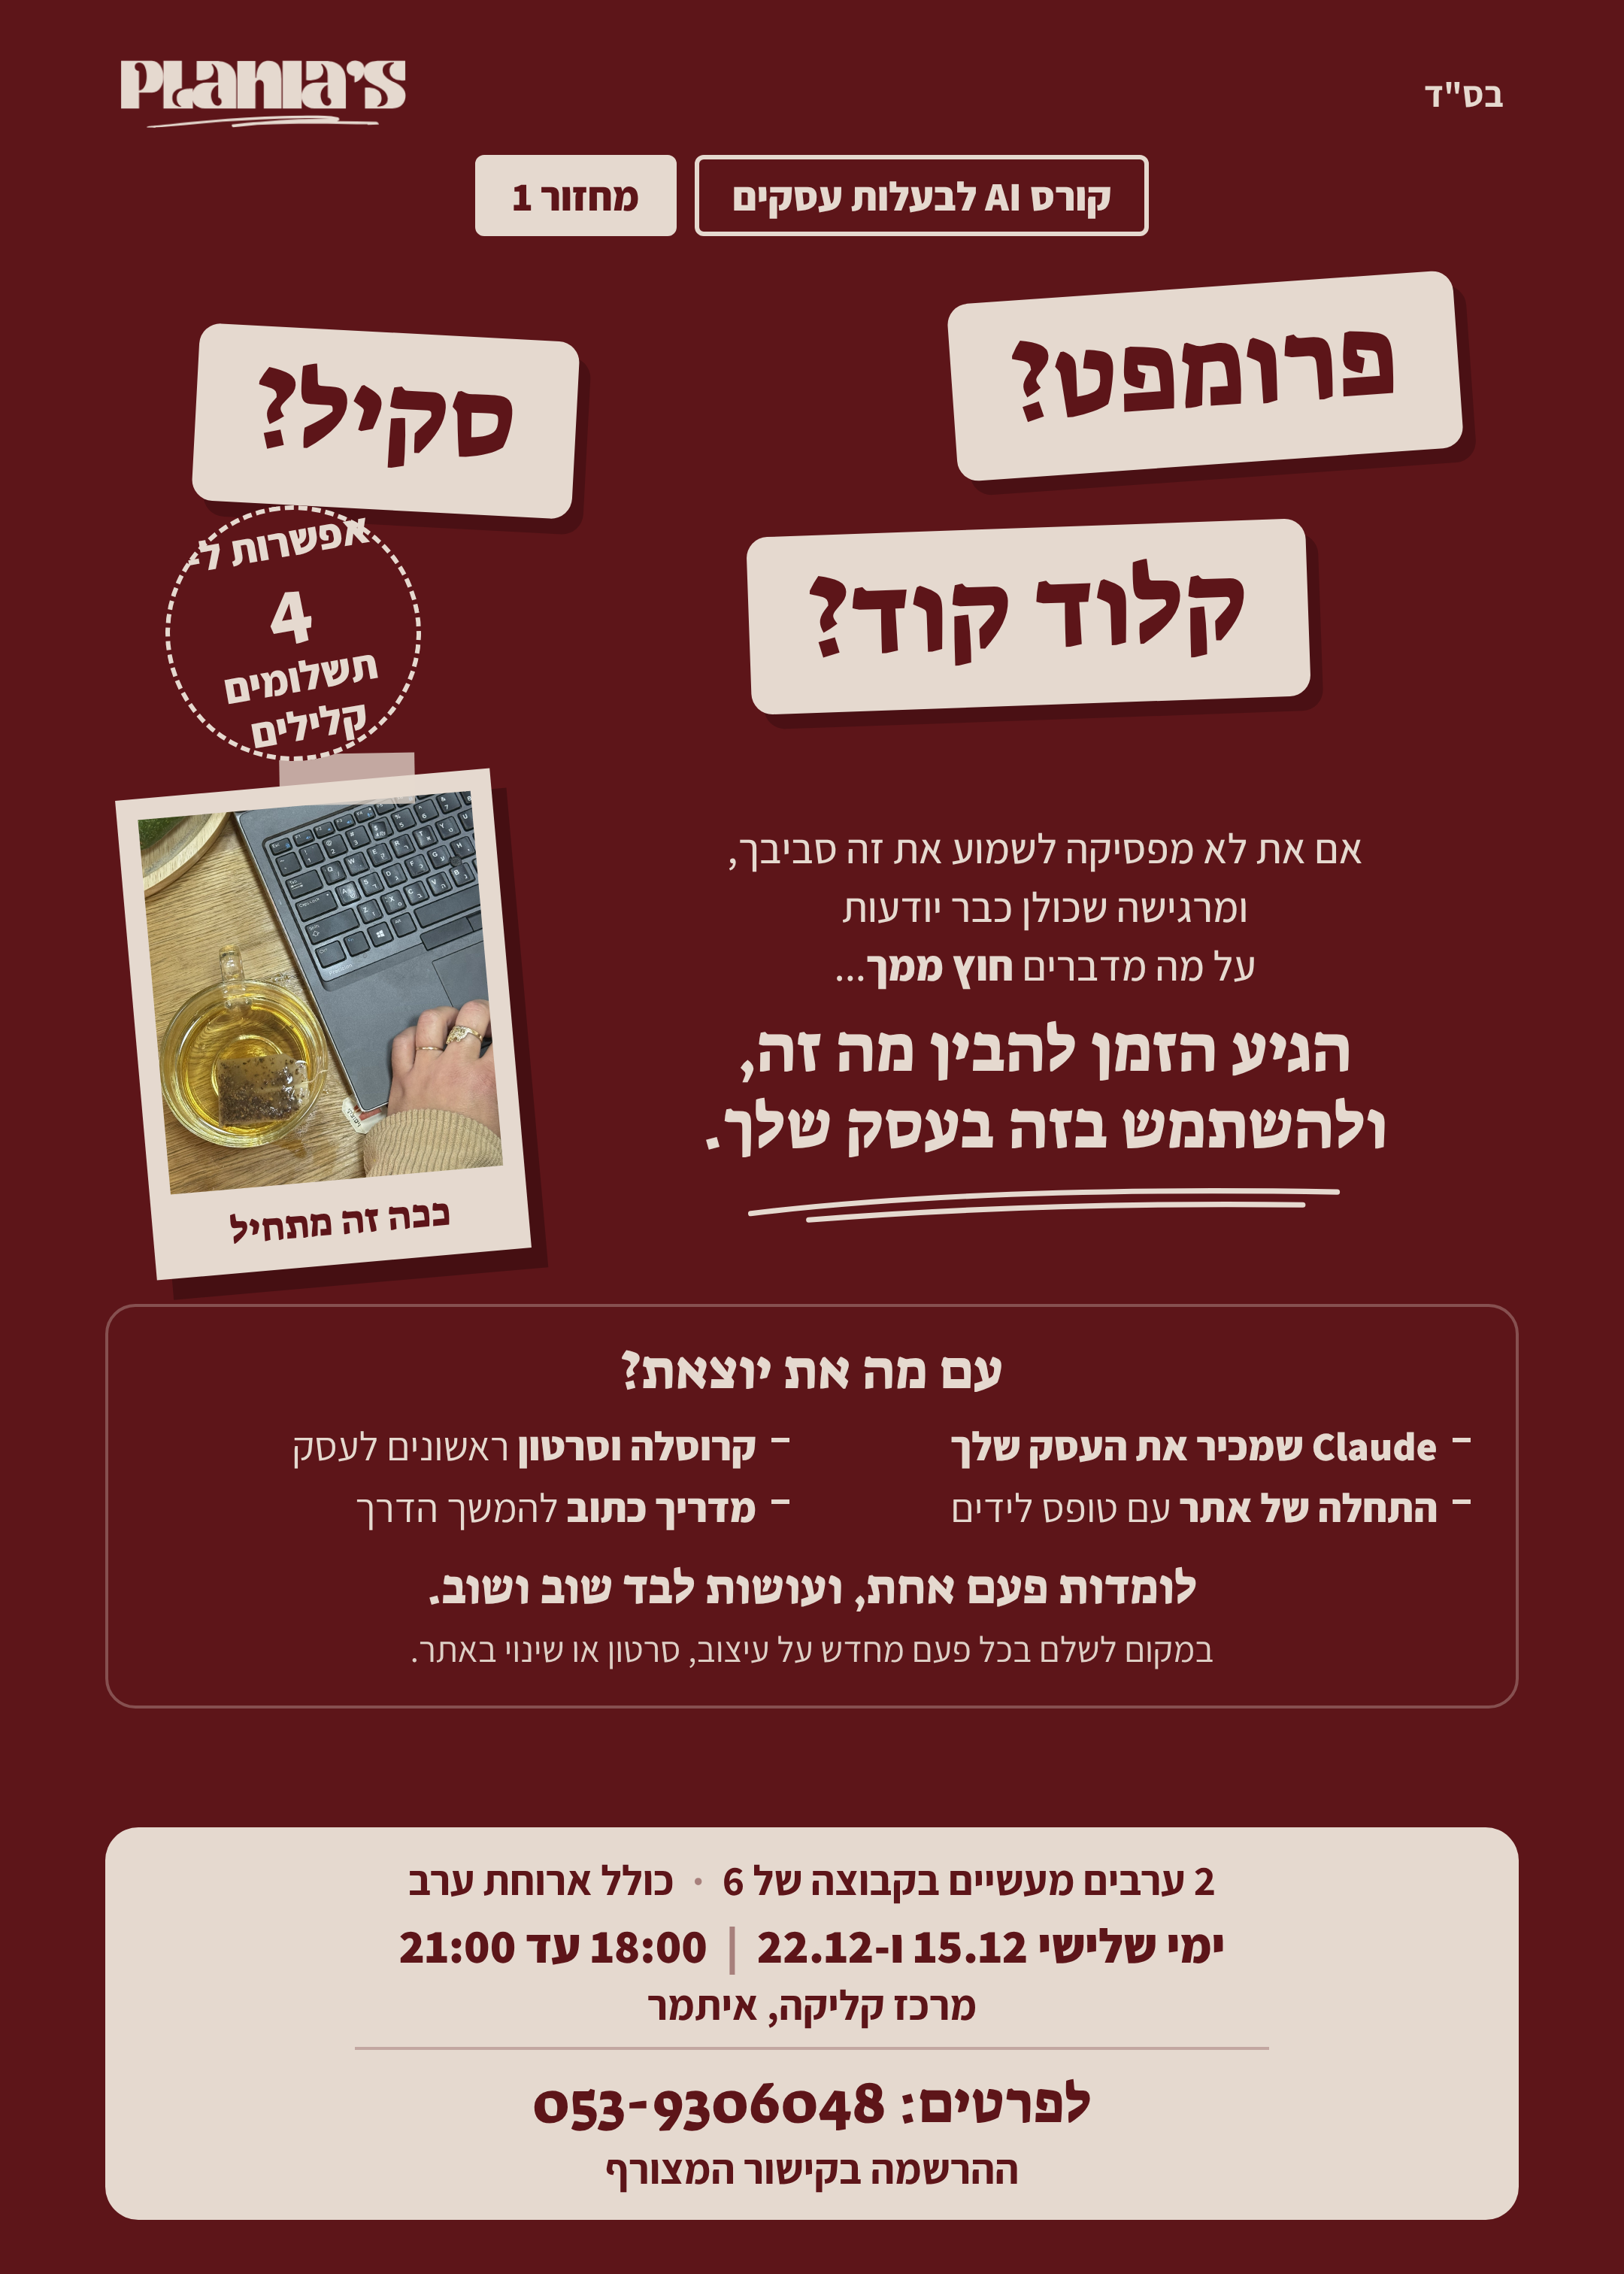 PLANIA'S
בס"ד
קורס AI לבעלות עסקים
מחזור 1
פרומפט?
סקיל?
קלוד קוד?
אפשרות ל-
4
תשלומים
קלילים
אם את לא מפסיקה לשמוע את זה סביבך,
ומרגישה שכולן כבר יודעות
על מה מדברים חוץ ממך...
הגיע הזמן להבין מה זה,
ולהשתמש בזה בעסק שלך.
ככה זה מתחיל
עם מה את יוצאת?
– Claude שמכיר את העסק שלך
– קרוסלה וסרטון ראשונים לעסק
– התחלה של אתר עם טופס לידים
– מדריך כתוב להמשך הדרך
לומדות פעם אחת, ועושות לבד שוב ושוב.
במקום לשלם בכל פעם מחדש על עיצוב, סרטון או שינוי באתר.
2 ערבים מעשיים בקבוצה של 6 · כולל ארוחת ערב
ימי שלישי 15.12 ו-22.12 | 18:00 עד 21:00
מרכז קליקה, איתמר
לפרטים: 053-9306048
ההרשמה בקישור המצורף